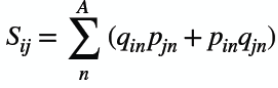 S_{ij} = \sum_{n}^{A} (q_{in} p_{jn} + p_{in} q_{jn})